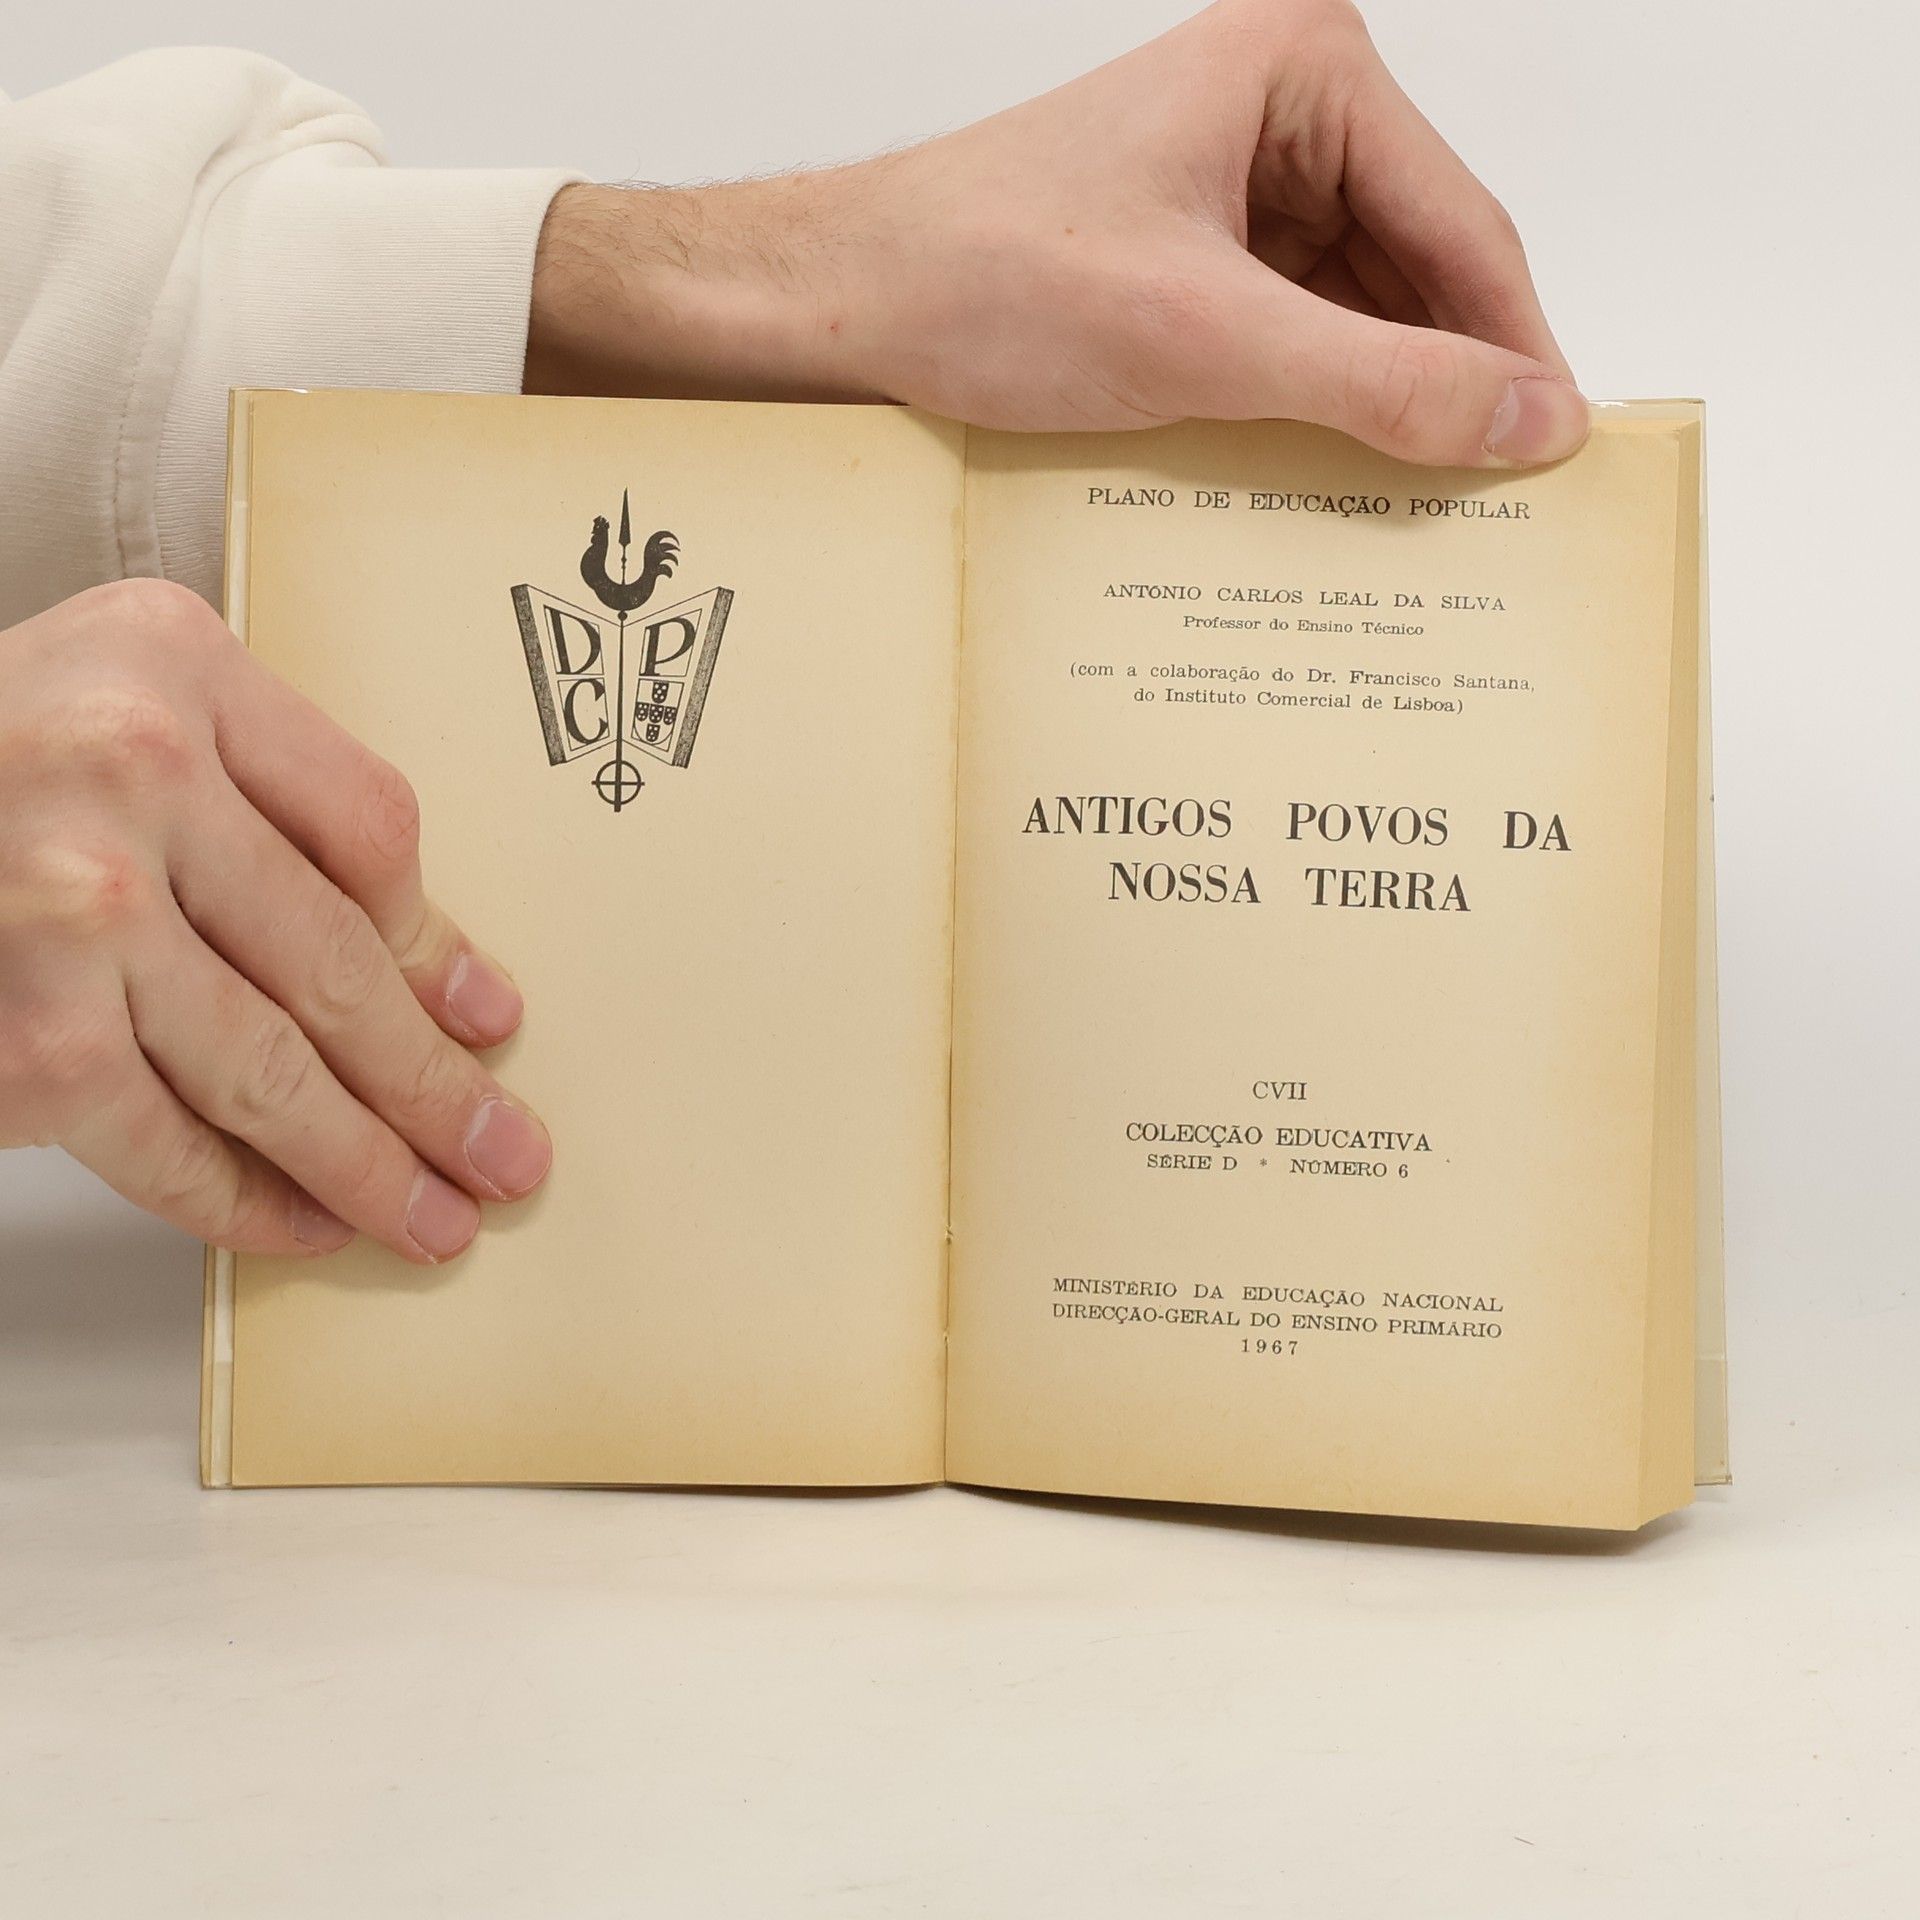 D P
C
PLANO DE EDUCAÇÃO POPULAR
ANTÓNIO CARLOS LEAL DA SILVA
Professor do Ensino Técnico
(com a colaboração do Dr. Francisco Santana,
do Instituto Comercial de Lisboa)
ANTIGOS POVOS DA
NOSSA TERRA
CVII
COLECÇÃO EDUCATIVA
SÉRIE D * NÚMERO 6
MINISTÉRIO DA EDUCAÇÃO NACIONAL
DIRECÇÃO-GERAL DO ENSINO PRIMÁRIO
1967